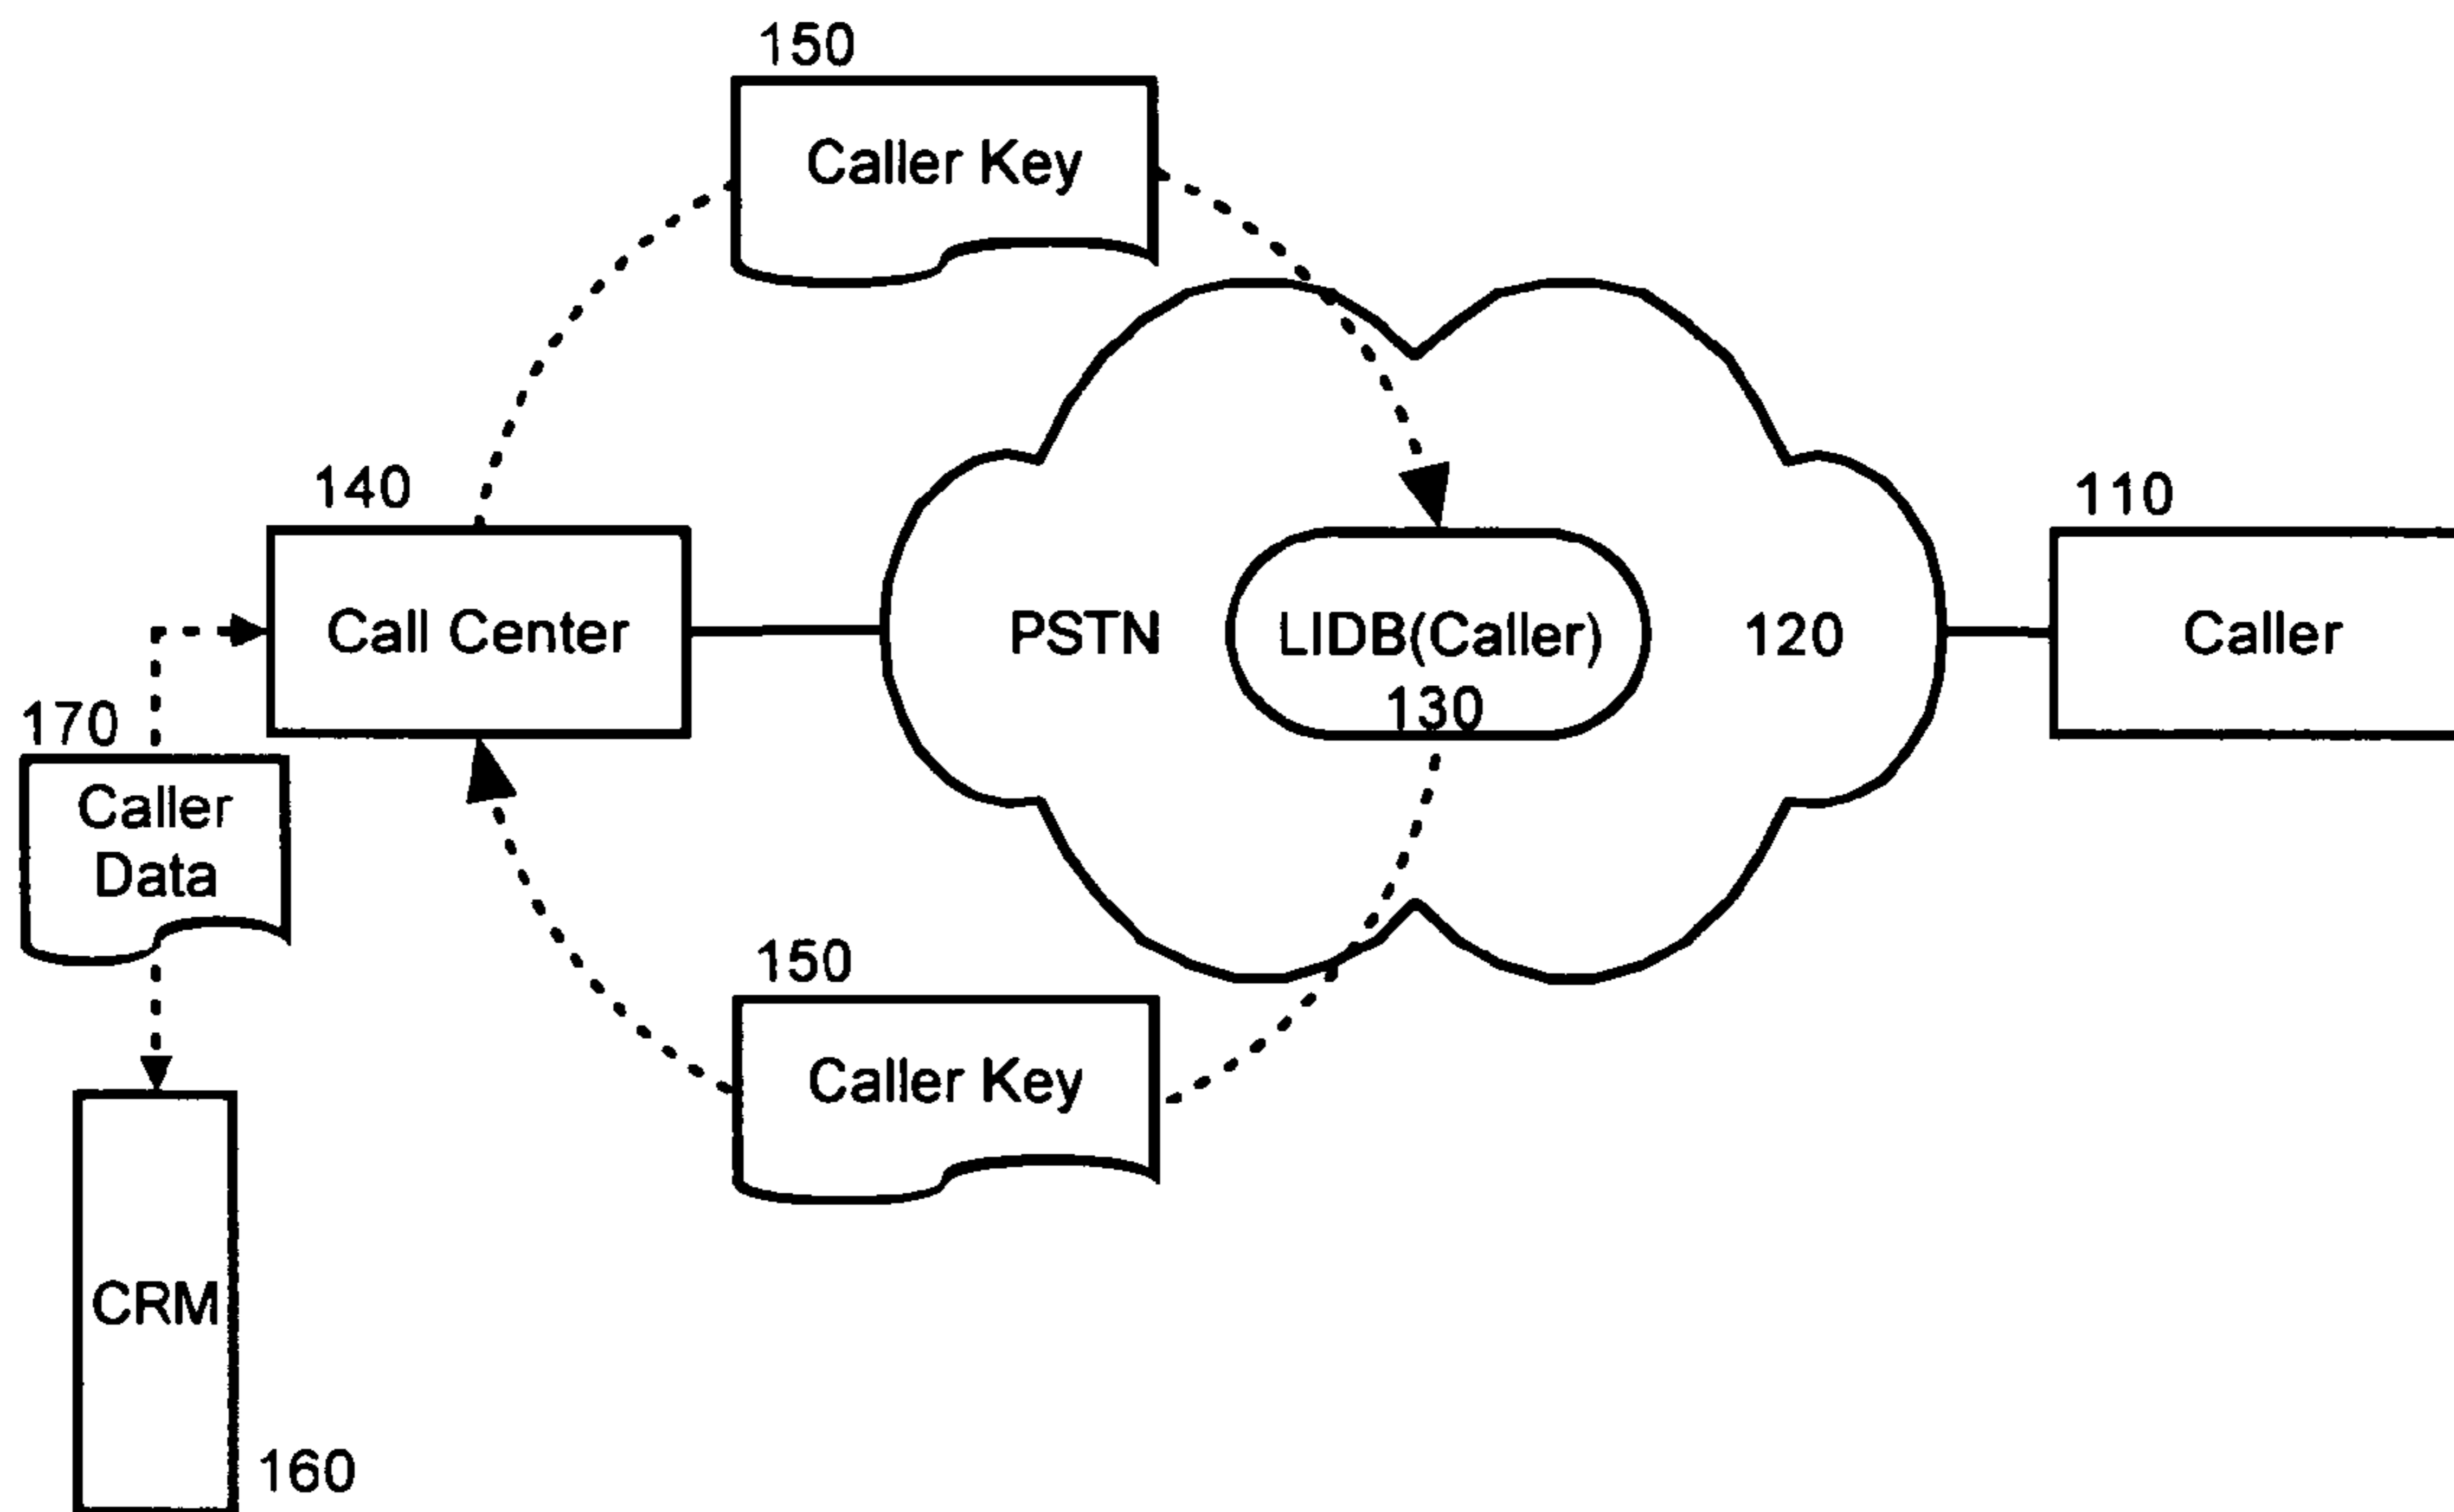 150
Caller Key
140
110
Call Center
PSTN
LIDB(Caller)
120
Caller
130
170
Caller
Data
150
Caller Key
CRM
160